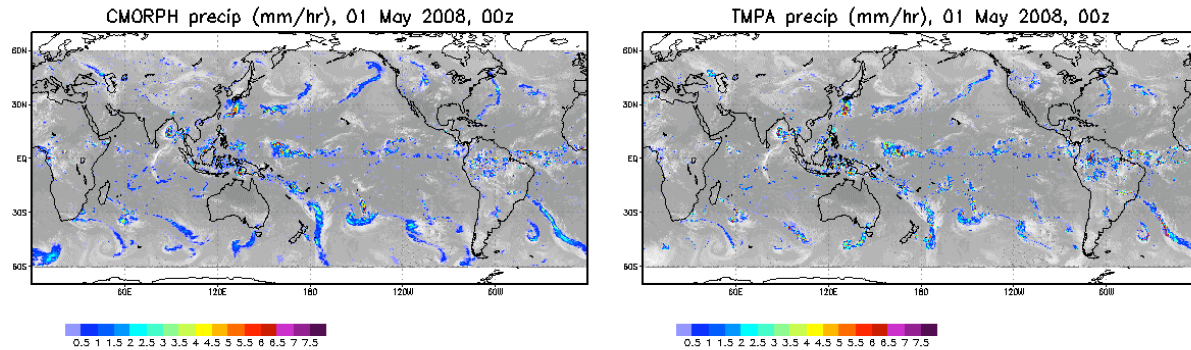 CMORPH precip (mm/hr), 01 May 2008, 00z
60N
30N
EQ
30S
60S
60E 120E 180 120W 60W
0.5 1 1.5 2 2.5 3 3.5 4 4.5 5 5.5 6 6.5 7 7.5
TMPA precip (mm/hr), 01 May 2008, 00z
60N
30N
EQ
30S
60S
60E 120E 180 120W 60W
0.5 1 1.5 2 2.5 3 3.5 4 4.5 5 5.5 6 6.5 7 7.5